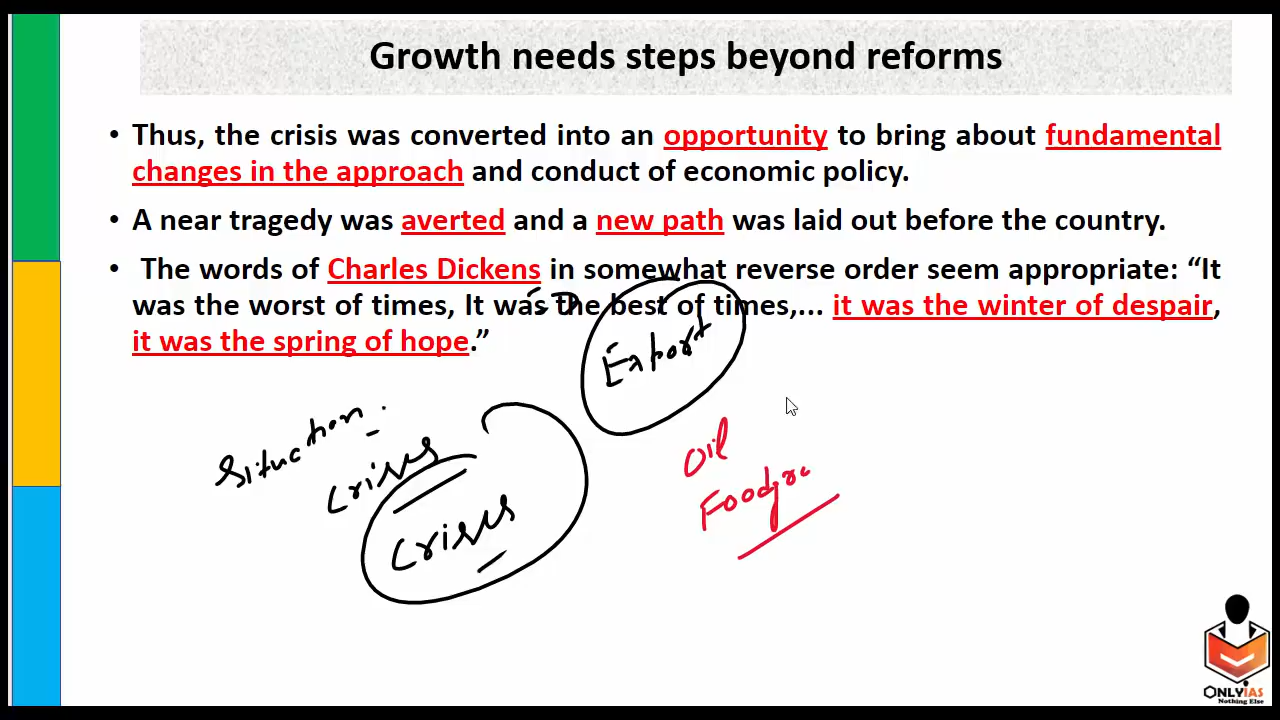 Growth needs steps beyond reforms
• Thus, the crisis was converted into an opportunity to bring about fundamental
changes in the approach and conduct of economic policy.
• A near tragedy was averted and a new path was laid out before the country.
• The words of Charles Dickens in somewhat reverse order seem appropriate: “It
was the worst of times, It was the best of times,... it was the winter of despair,
it was the spring of hope.”
Export
Situation
Crises
Crises
Oil
ONLYIAS
Nothing Else